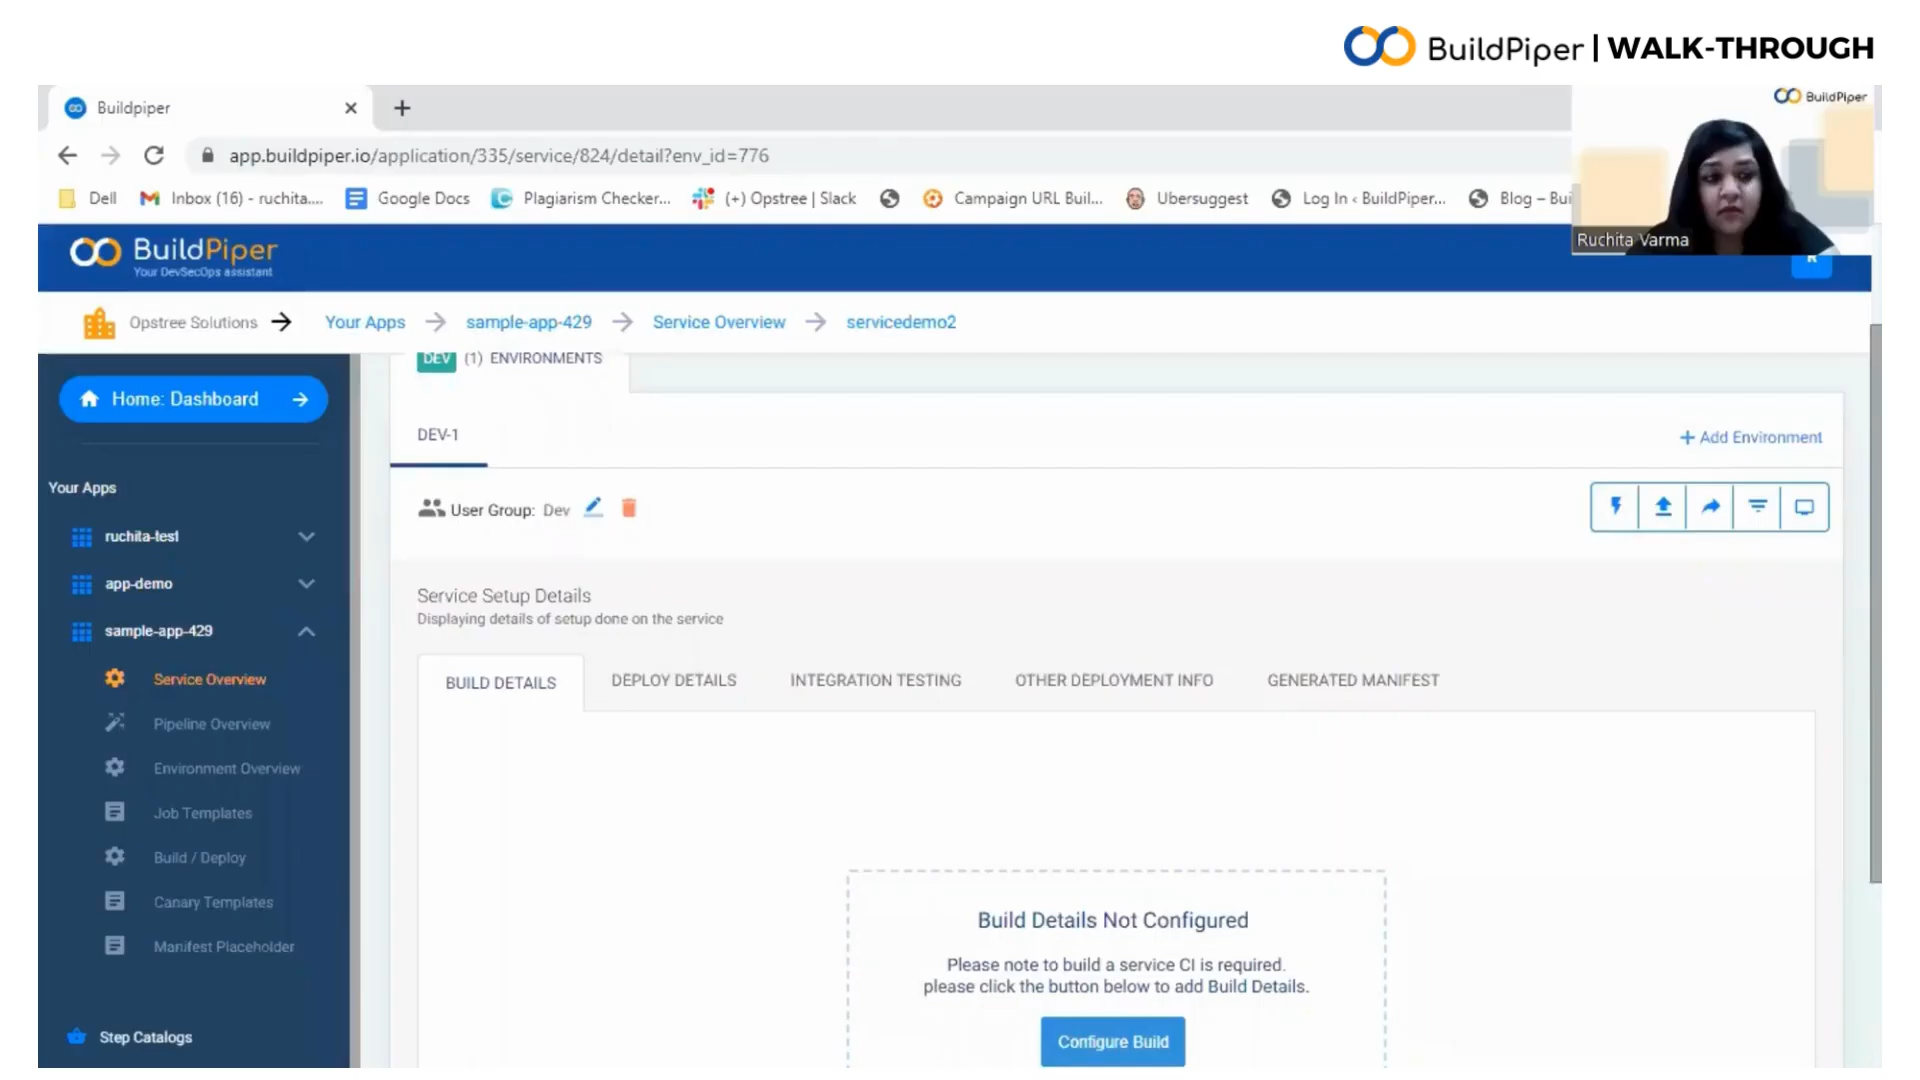 BuildPiper | WALK-THROUGH
Buildpiper
BuildPiper
app.buildpiper.io/application/335/service/824/detail?env_id=776
Dell
Inbox (16) - ruchita....
Google Docs
Plagiarism Checker...
(+) Opstree | Slack
Campaign URL Buil...
Ubersuggest
Log In ‹ BuildPiper...
Blog – Bui
Ruchita Varma
BuildPiper
Your DevSecOps assistant
R
Opstree Solutions
Your Apps
sample-app-429
Service Overview
servicedemo2
DEV (1) ENVIRONMENTS
Home: Dashboard
DEV-1
+ Add Environment
Your Apps
User Group: Dev
ruchita-test
app-demo
sample-app-429
Service Overview
Pipeline Overview
Environment Overview
Job Templates
Build / Deploy
Canary Templates
Manifest Placeholder
Step Catalogs
Service Setup Details
Displaying details of setup done on the service
BUILD DETAILS
DEPLOY DETAILS
INTEGRATION TESTING
OTHER DEPLOYMENT INFO
GENERATED MANIFEST
Build Details Not Configured
Please note to build a service CI is required.
please click the button below to add Build Details.
Configure Build